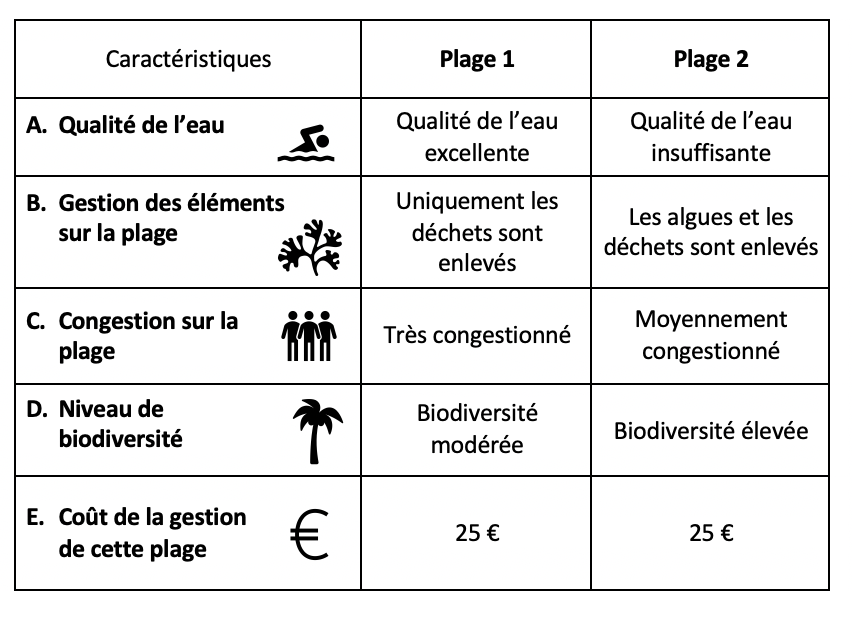 Caractéristiques
Plage 1
Plage 2
A. Qualité de l’eau
Qualité de l’eau
excellente
Qualité de l’eau
insuffisante
B. Gestion des éléments
sur la plage
Uniquement les
déchets sont
enlevés
Les algues et les
déchets sont enlevés
C. Congestion sur la
plage
Très congestionné
Moyennement
congestionné
D. Niveau de
biodiversité
Biodiversité
modérée
Biodiversité élevée
E. Coût de la gestion
de cette plage
€
25 €
25 €